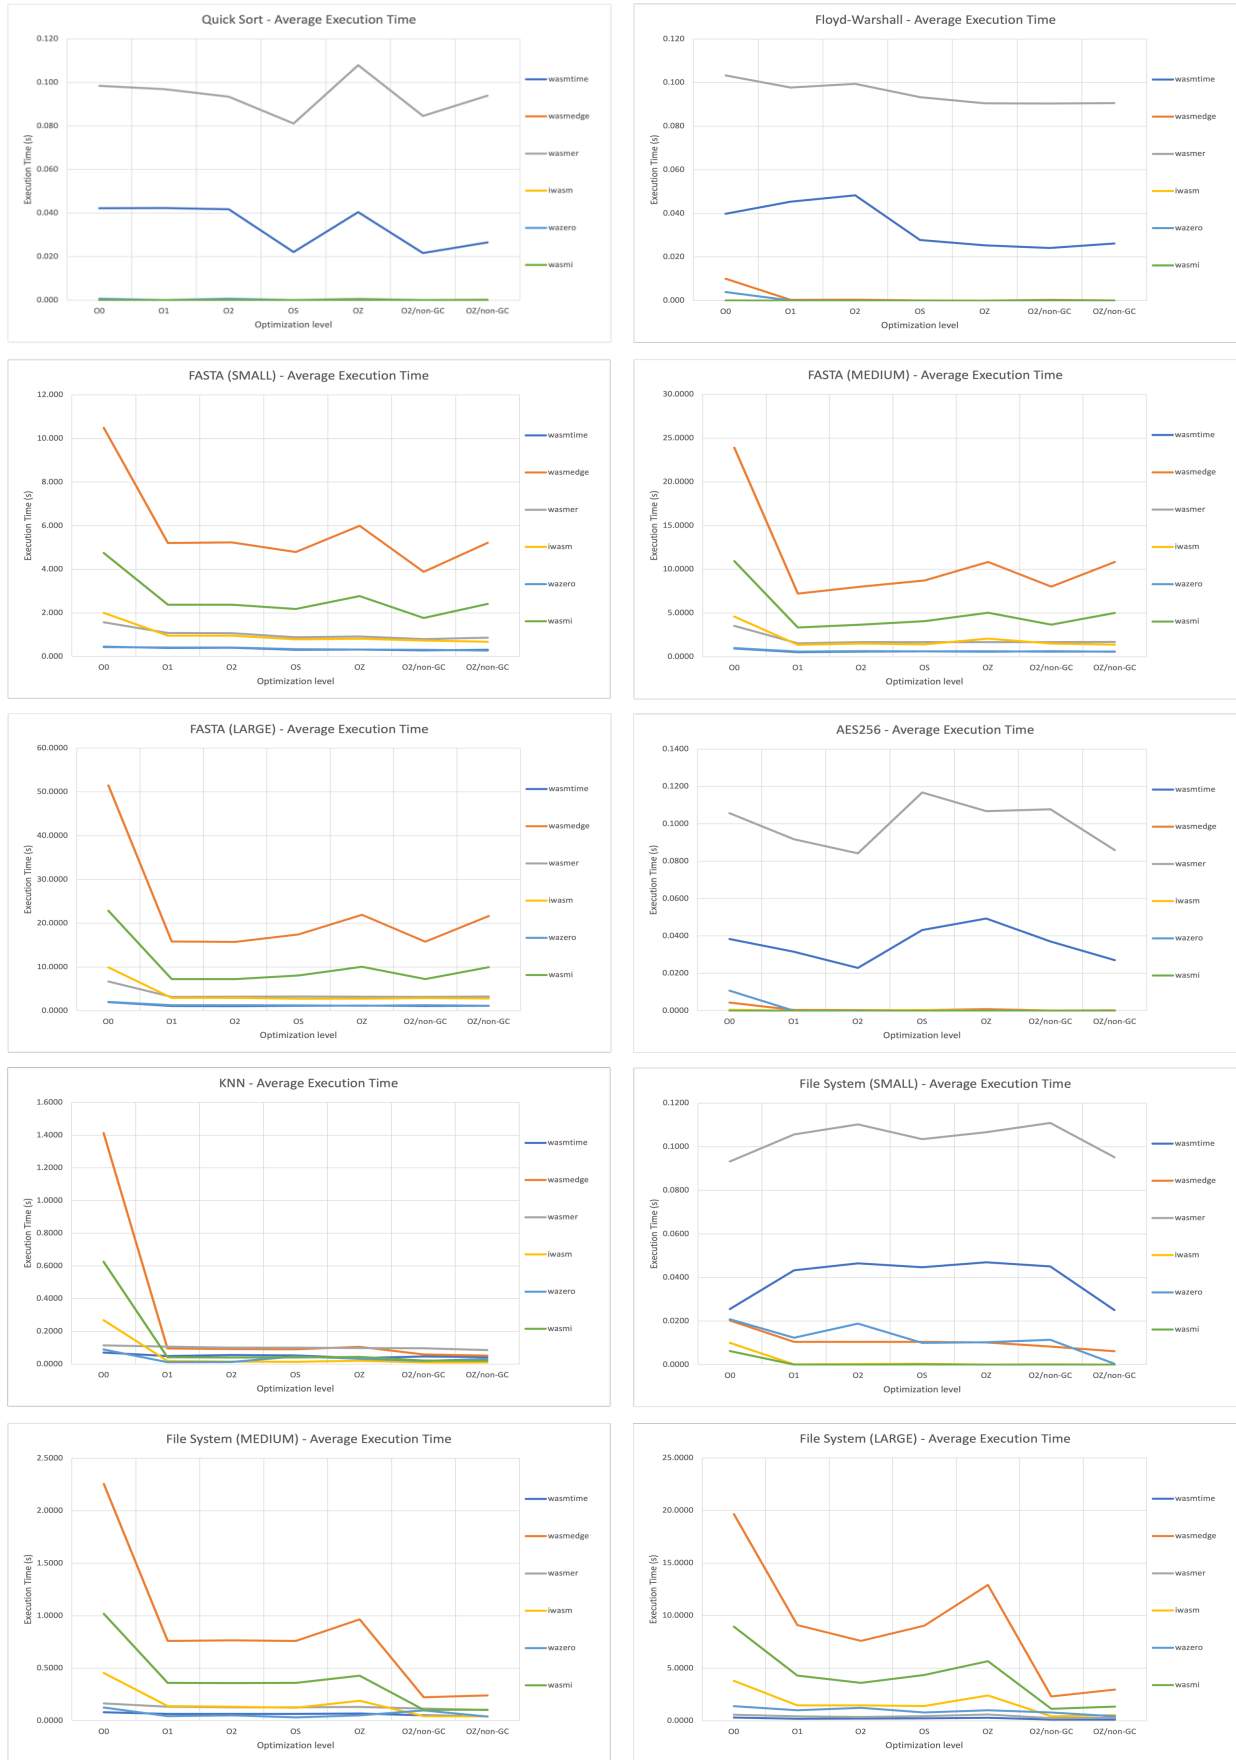 Quick Sort - Average Execution Time
0.120
0.100
0.080
0.060
0.040
0.020
0.000
Execution Time (s)
O0 O1 O2 OS OZ O2/non-GC OZ/non-GC
Optimization level
wasmtime
wasmedge
wasmer
iwasm
wazero
wasmi
Floyd-Warshall - Average Execution Time
0.120
0.100
0.080
0.060
0.040
0.020
0.000
Execution Time (s)
O0 O1 O2 OS OZ O2/non-GC OZ/non-GC
Optimization level
wasmtime
wasmedge
wasmer
iwasm
wazero
wasmi
FASTA (SMALL) - Average Execution Time
12.000
10.000
8.000
6.000
4.000
2.000
0.000
Execution Time (s)
O0 O1 O2 OS OZ O2/non-GC OZ/non-GC
Optimization level
wasmtime
wasmedge
wasmer
iwasm
wazero
wasmi
FASTA (MEDIUM) - Average Execution Time
30.0000
25.0000
20.0000
15.0000
10.0000
5.0000
0.0000
Execution Time (s)
O0 O1 O2 OS OZ O2/non-GC OZ/non-GC
Optimization level
wasmtime
wasmedge
wasmer
iwasm
wazero
wasmi
FASTA (LARGE) - Average Execution Time
60.0000
50.0000
40.0000
30.0000
20.0000
10.0000
0.0000
Execution Time (s)
O0 O1 O2 OS OZ O2/non-GC OZ/non-GC
Optimization level
wasmtime
wasmedge
wasmer
iwasm
wazero
wasmi
AES256 - Average Execution Time
0.1400
0.1200
0.1000
0.0800
0.0600
0.0400
0.0200
0.0000
Execution Time (s)
O0 O1 O2 OS OZ O2/non-GC OZ/non-GC
Optimization level
wasmtime
wasmedge
wasmer
iwasm
wazero
wasmi
KNN - Average Execution Time
1.6000
1.4000
1.2000
1.0000
0.8000
0.6000
0.4000
0.2000
0.0000
Execution Time (s)
O0 O1 O2 OS OZ O2/non-GC OZ/non-GC
Optimization level
wasmtime
wasmedge
wasmer
iwasm
wazero
wasmi
File System (SMALL) - Average Execution Time
0.1200
0.1000
0.0800
0.0600
0.0400
0.0200
0.0000
Execution Time (s)
O0 O1 O2 OS OZ O2/non-GC OZ/non-GC
Optimization level
wasmtime
wasmedge
wasmer
iwasm
wazero
wasmi
File System (MEDIUM) - Average Execution Time
2.5000
2.0000
1.5000
1.0000
0.5000
0.0000
Execution Time (s)
O0 O1 O2 OS OZ O2/non-GC OZ/non-GC
Optimization level
wasmtime
wasmedge
wasmer
iwasm
wazero
wasmi
File System (LARGE) - Average Execution Time
25.0000
20.0000
15.0000
10.0000
5.0000
0.0000
Execution Time (s)
O0 O1 O2 OS OZ O2/non-GC OZ/non-GC
Optimization level
wasmtime
wasmedge
wasmer
iwasm
wazero
wasmi